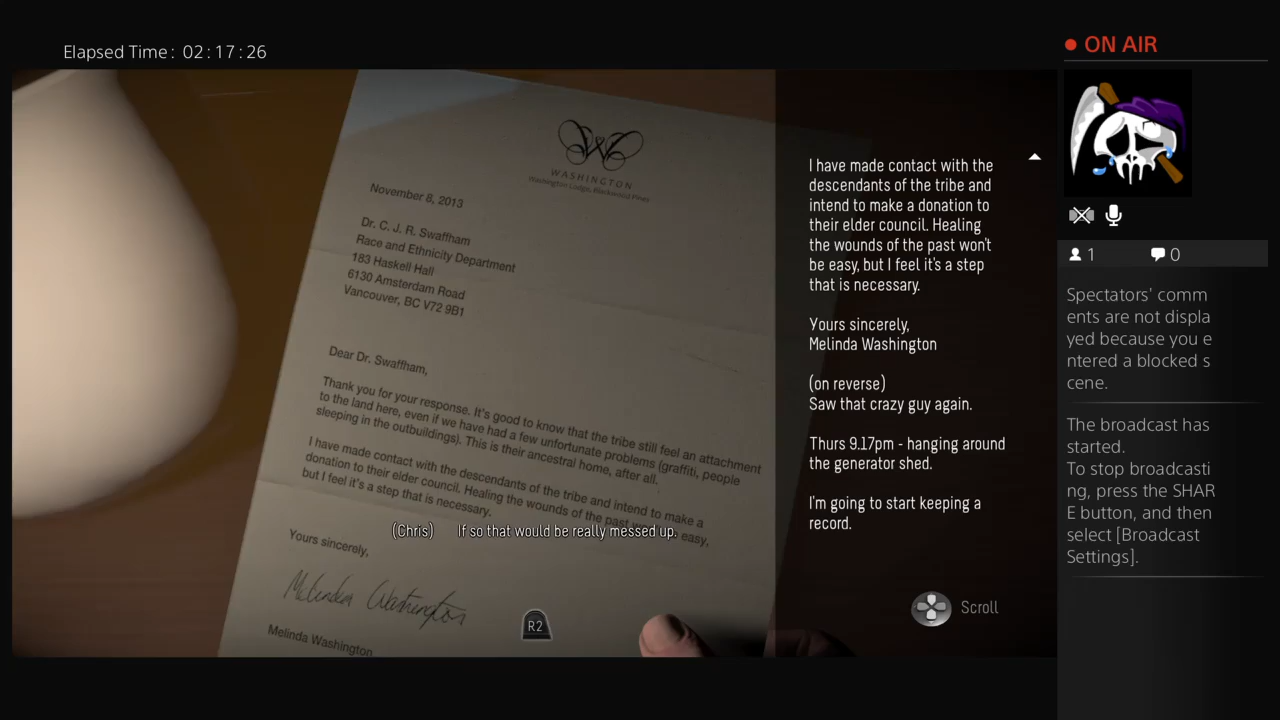 Elapsed Time: 02:17:26
ON AIR
WASHINGTON
Washington Lodge, Blackwood Pines
November 8, 2013
Dr. C. J. R. Swaffham
Race and Ethnicity Department
183 Haskell Hall
6130 Amsterdam Road
Vancouver, BC V72 9B1
Dear Dr. Swaffham,
Thank you for your response. It's good to know that the tribe still feel an attachment
to the land here, even if we have had a few unfortunate problems (graffiti, people
sleeping in the outbuildings). This is their ancestral home, after all.
I have made contact with the descendants of the tribe and intend to make a
donation to their elder council. Healing the wounds of the past won't be easy,
but I feel it's a step that is necessary.
Yours sincerely,
Melinda Washington
Melinda Washington
(Chris) If so that would be really messed up.
R2
I have made contact with the
descendants of the tribe and
intend to make a donation to
their elder council. Healing
the wounds of the past won't
be easy, but I feel it's a step
that is necessary.
Yours sincerely,
Melinda Washington
(on reverse)
Saw that crazy guy again.
Thurs 9.17pm - hanging around
the generator shed.
I'm going to start keeping a
record.
Scroll
1
0
Spectators' comm
ents are not displa
yed because you e
ntered a blocked s
cene.
The broadcast has
started.
To stop broadcasti
ng, press the SHAR
E button, and then
select [Broadcast
Settings].